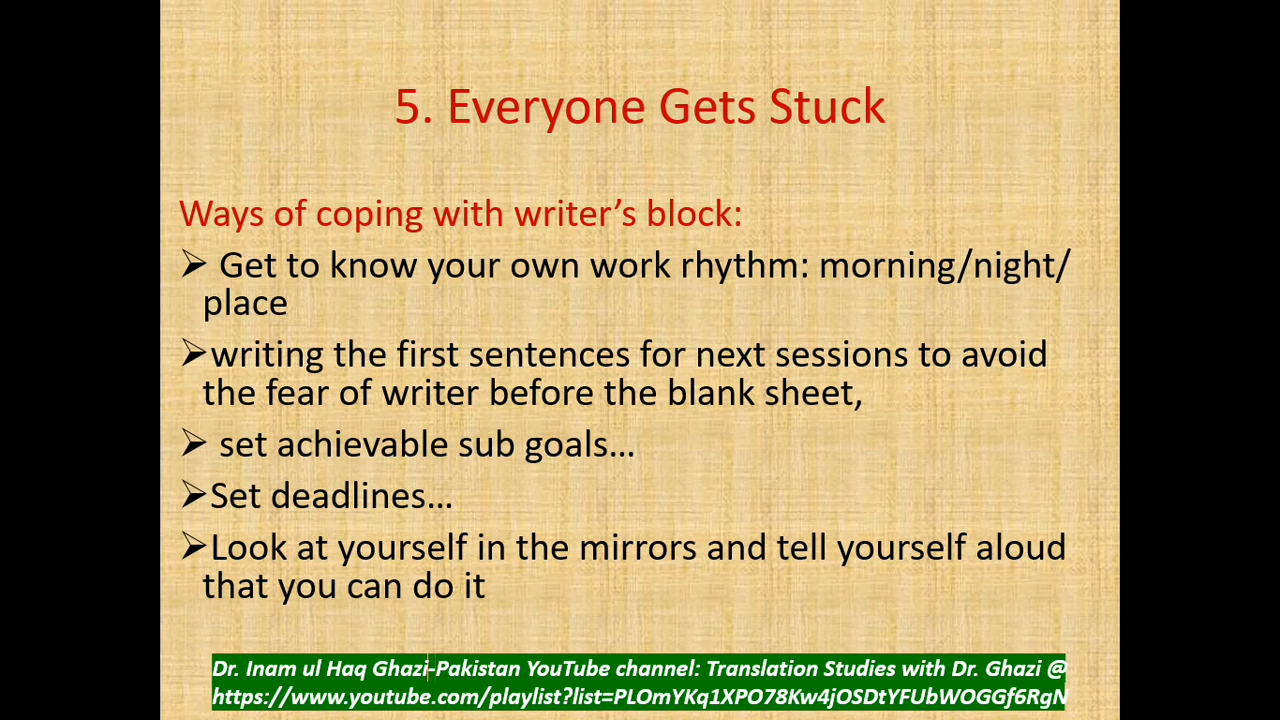 5. Everyone Gets Stuck
Ways of coping with writer’s block:
➢ Get to know your own work rhythm: morning/night/
place
➢writing the first sentences for next sessions to avoid
the fear of writer before the blank sheet,
➢ set achievable sub goals…
➢Set deadlines…
➢Look at yourself in the mirrors and tell yourself aloud
that you can do it
Dr. Inam ul Haq Ghazi-Pakistan YouTube channel: Translation Studies with Dr. Ghazi @
https://www.youtube.com/playlist?list=PLOmYKq1XPO78Kw4jOSDtYFUbWOGGf6RgN